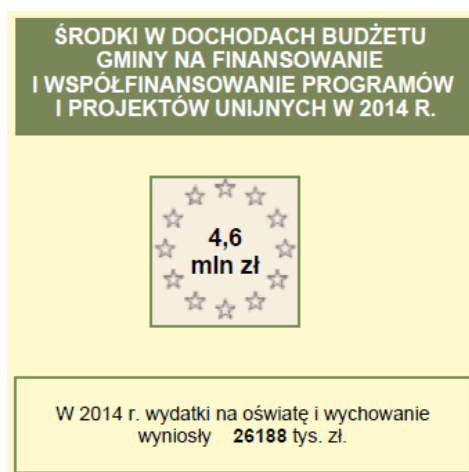 ŚRODKI W DOCHODACH BUDŻETU
GMINY NA FINANSOWANIE
I WSPÓŁFINANSOWANIE PROGRAMÓW
I PROJEKTÓW UNIJNYCH W 2014 R.
4,6
mln zł
W 2014 r. wydatki na oświatę i wychowanie
wyniosły 26188 tys. zł.